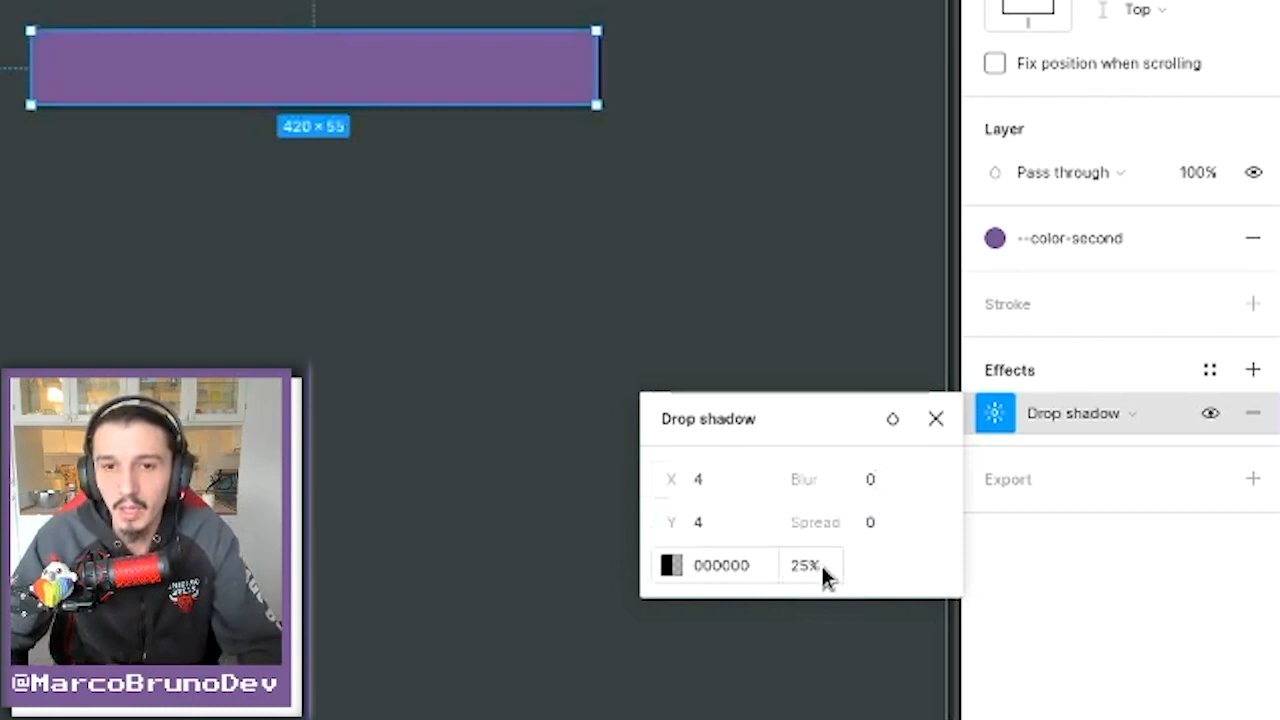 Top
Fix position when scrolling
420 × 55
Layer
Pass through
100%
--color-second
Stroke
Effects
Drop shadow
Drop shadow
X 4
Blur 0
Y 4
Spread 0
000000
25%
Export
@MarcoBrunoDev